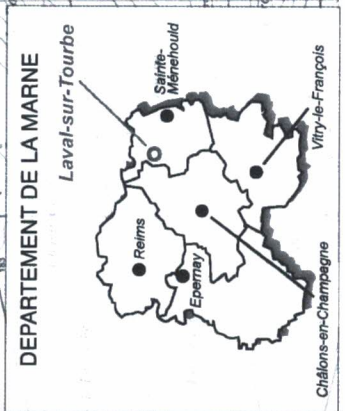 DEPARTEMENT DE LA MARNE
Laval-sur-Tourbe
Sainte-
Ménehould
Reims
Epernay
Vitry-le-François
Châlons-en-Champagne